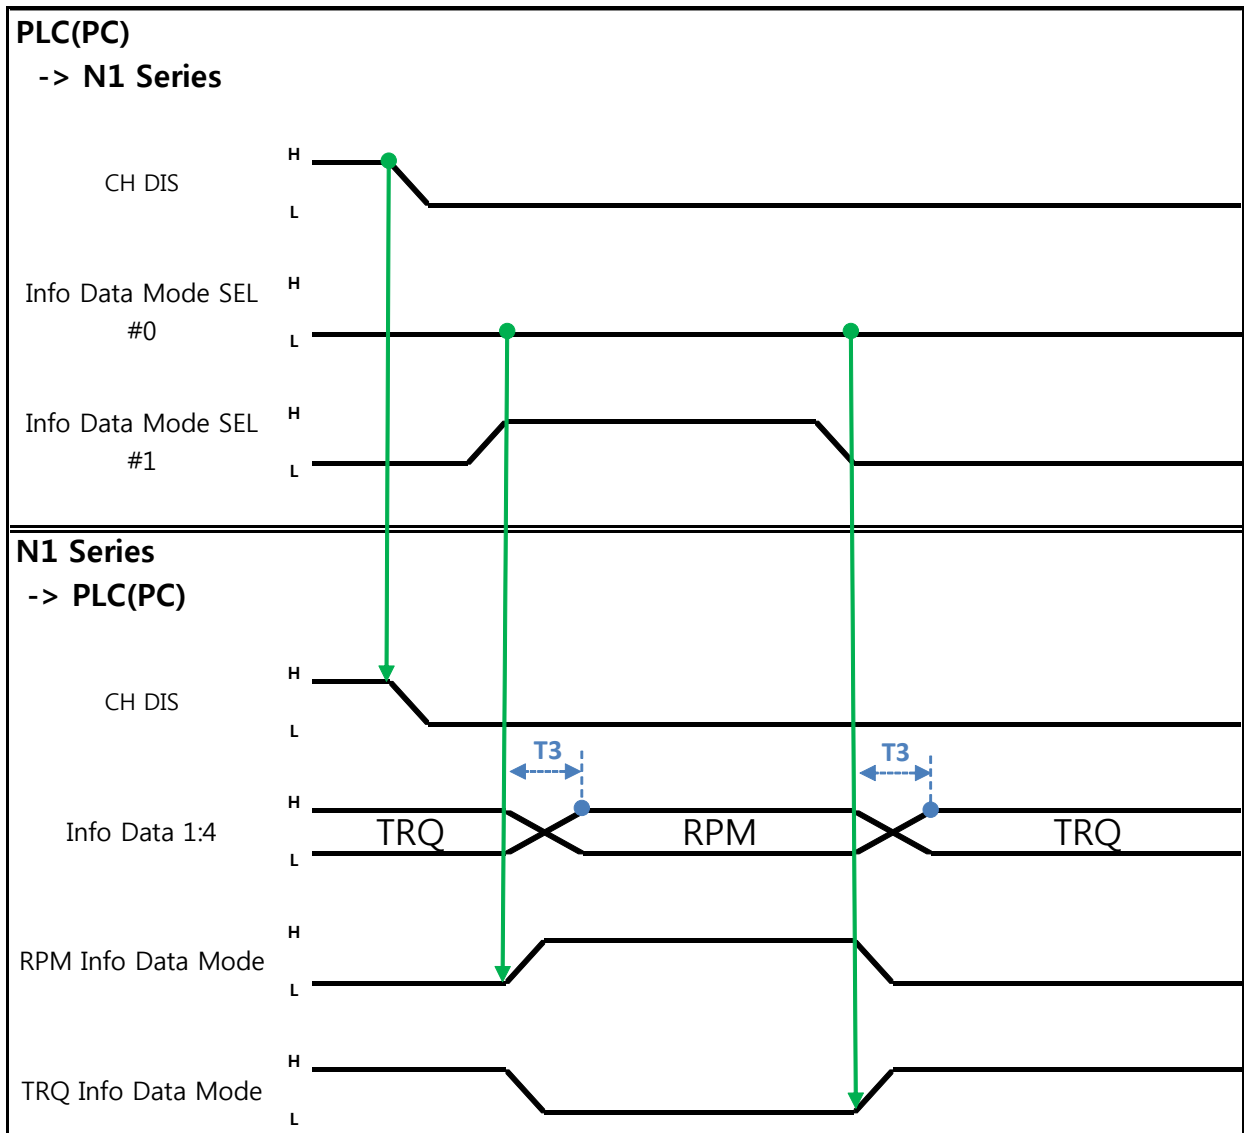 PLC(PC)
-> N1 Series
H
CH DIS
L
H
Info Data Mode SEL
#0
L
H
Info Data Mode SEL
#1
L
N1 Series
-> PLC(PC)
H
CH DIS
L
T3 T3
H
Info Data 1:4 TRQ RPM TRQ
L
H
RPM Info Data Mode
L
H
TRQ Info Data Mode
L